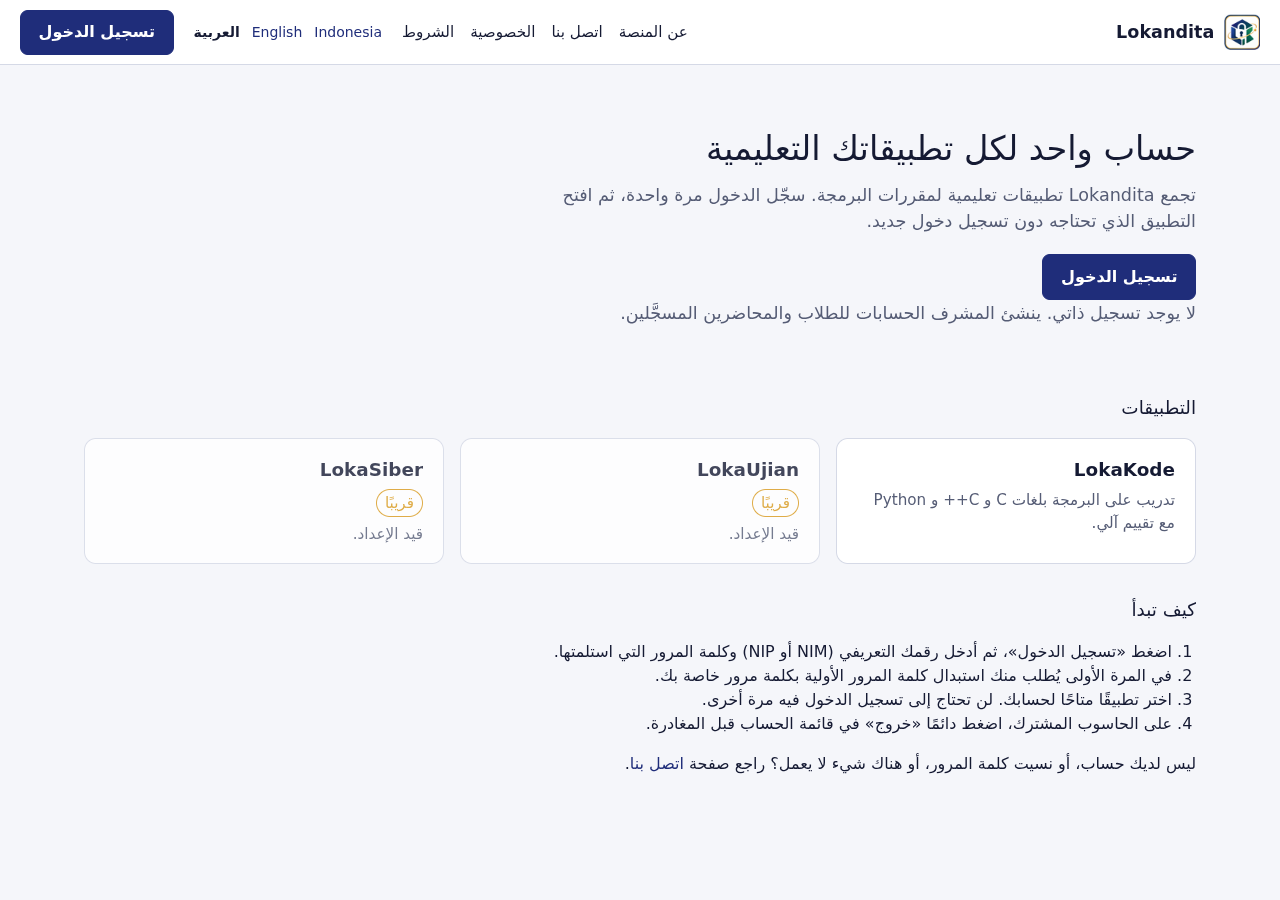 Lokandita
عن المنصة
اتصل بنا
الخصوصية
الشروط
Indonesia
English
العربية
تسجيل الدخول
حساب واحد لكل تطبيقاتك التعليمية
تجمع Lokandita تطبيقات تعليمية لمقررات البرمجة. سجّل الدخول مرة واحدة، ثم افتح
التطبيق الذي تحتاجه دون تسجيل دخول جديد.
تسجيل الدخول
لا يوجد تسجيل ذاتي. ينشئ المشرف الحسابات للطلاب والمحاضرين المسجَّلين.
التطبيقات
LokaKode
تدريب على البرمجة بلغات C و C++ و Python
مع تقييم آلي.
LokaUjian
قريبًا
قيد الإعداد.
LokaSiber
قريبًا
قيد الإعداد.
كيف تبدأ
1. اضغط «تسجيل الدخول»، ثم أدخل رقمك التعريفي (NIM أو NIP) وكلمة المرور التي استلمتها.
2. في المرة الأولى يُطلب منك استبدال كلمة المرور الأولية بكلمة مرور خاصة بك.
3. اختر تطبيقًا متاحًا لحسابك. لن تحتاج إلى تسجيل الدخول فيه مرة أخرى.
4. على الحاسوب المشترك، اضغط دائمًا «خروج» في قائمة الحساب قبل المغادرة.
ليس لديك حساب، أو نسيت كلمة المرور، أو هناك شيء لا يعمل؟ راجع صفحة اتصل بنا.